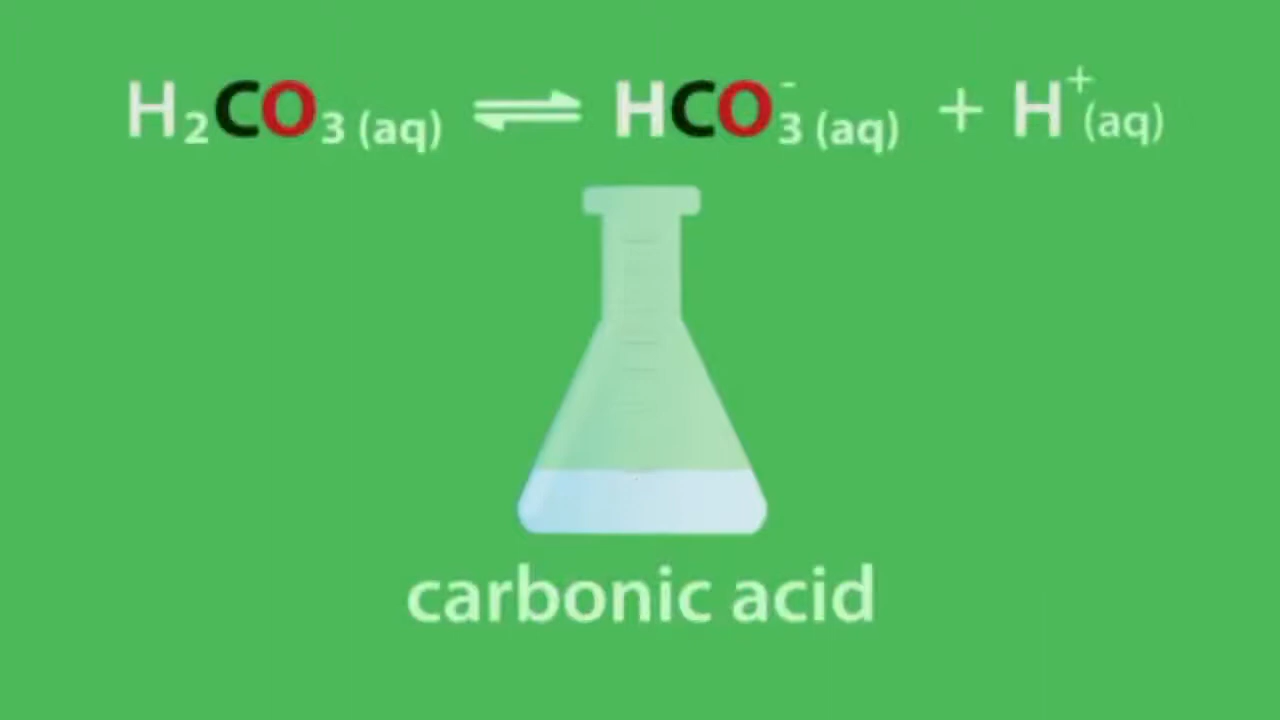 H₂CO₃ (aq) ⇌ HCO₃⁻ (aq) + H⁺(aq)
carbonic acid